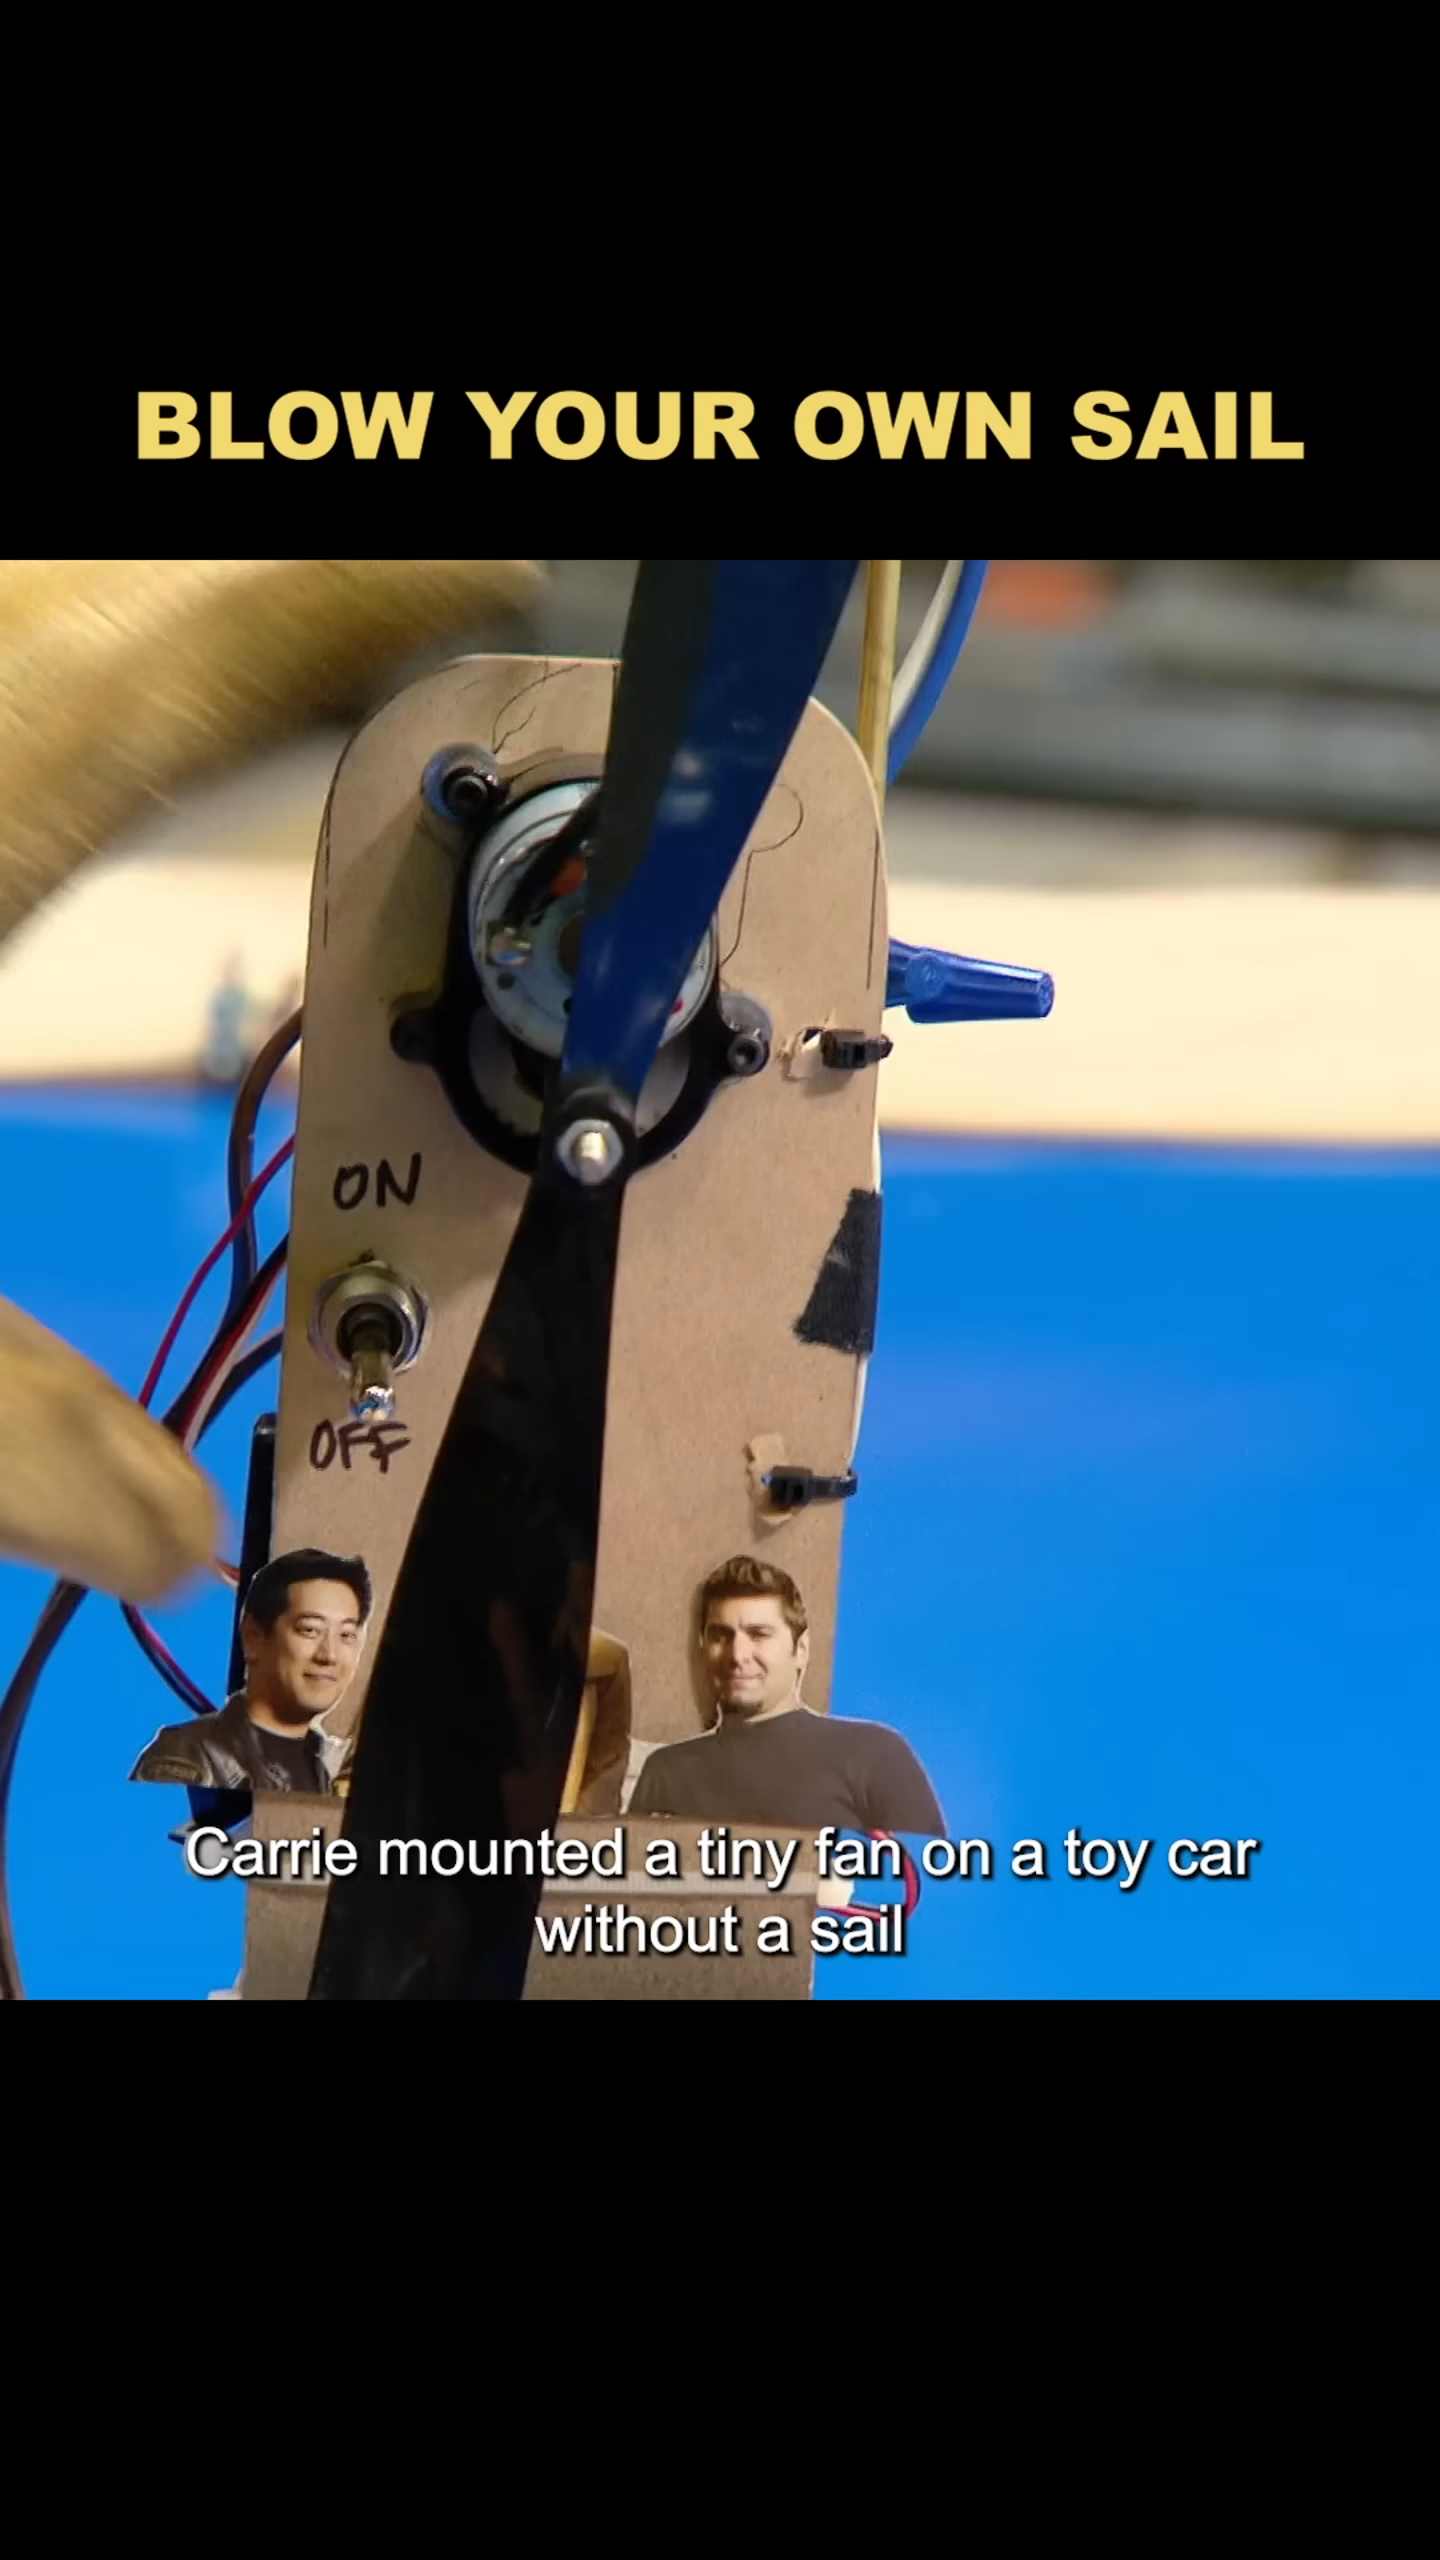 BLOW YOUR OWN SAIL
ON
OFF
Carrie mounted a tiny fan on a toy car
without a sail